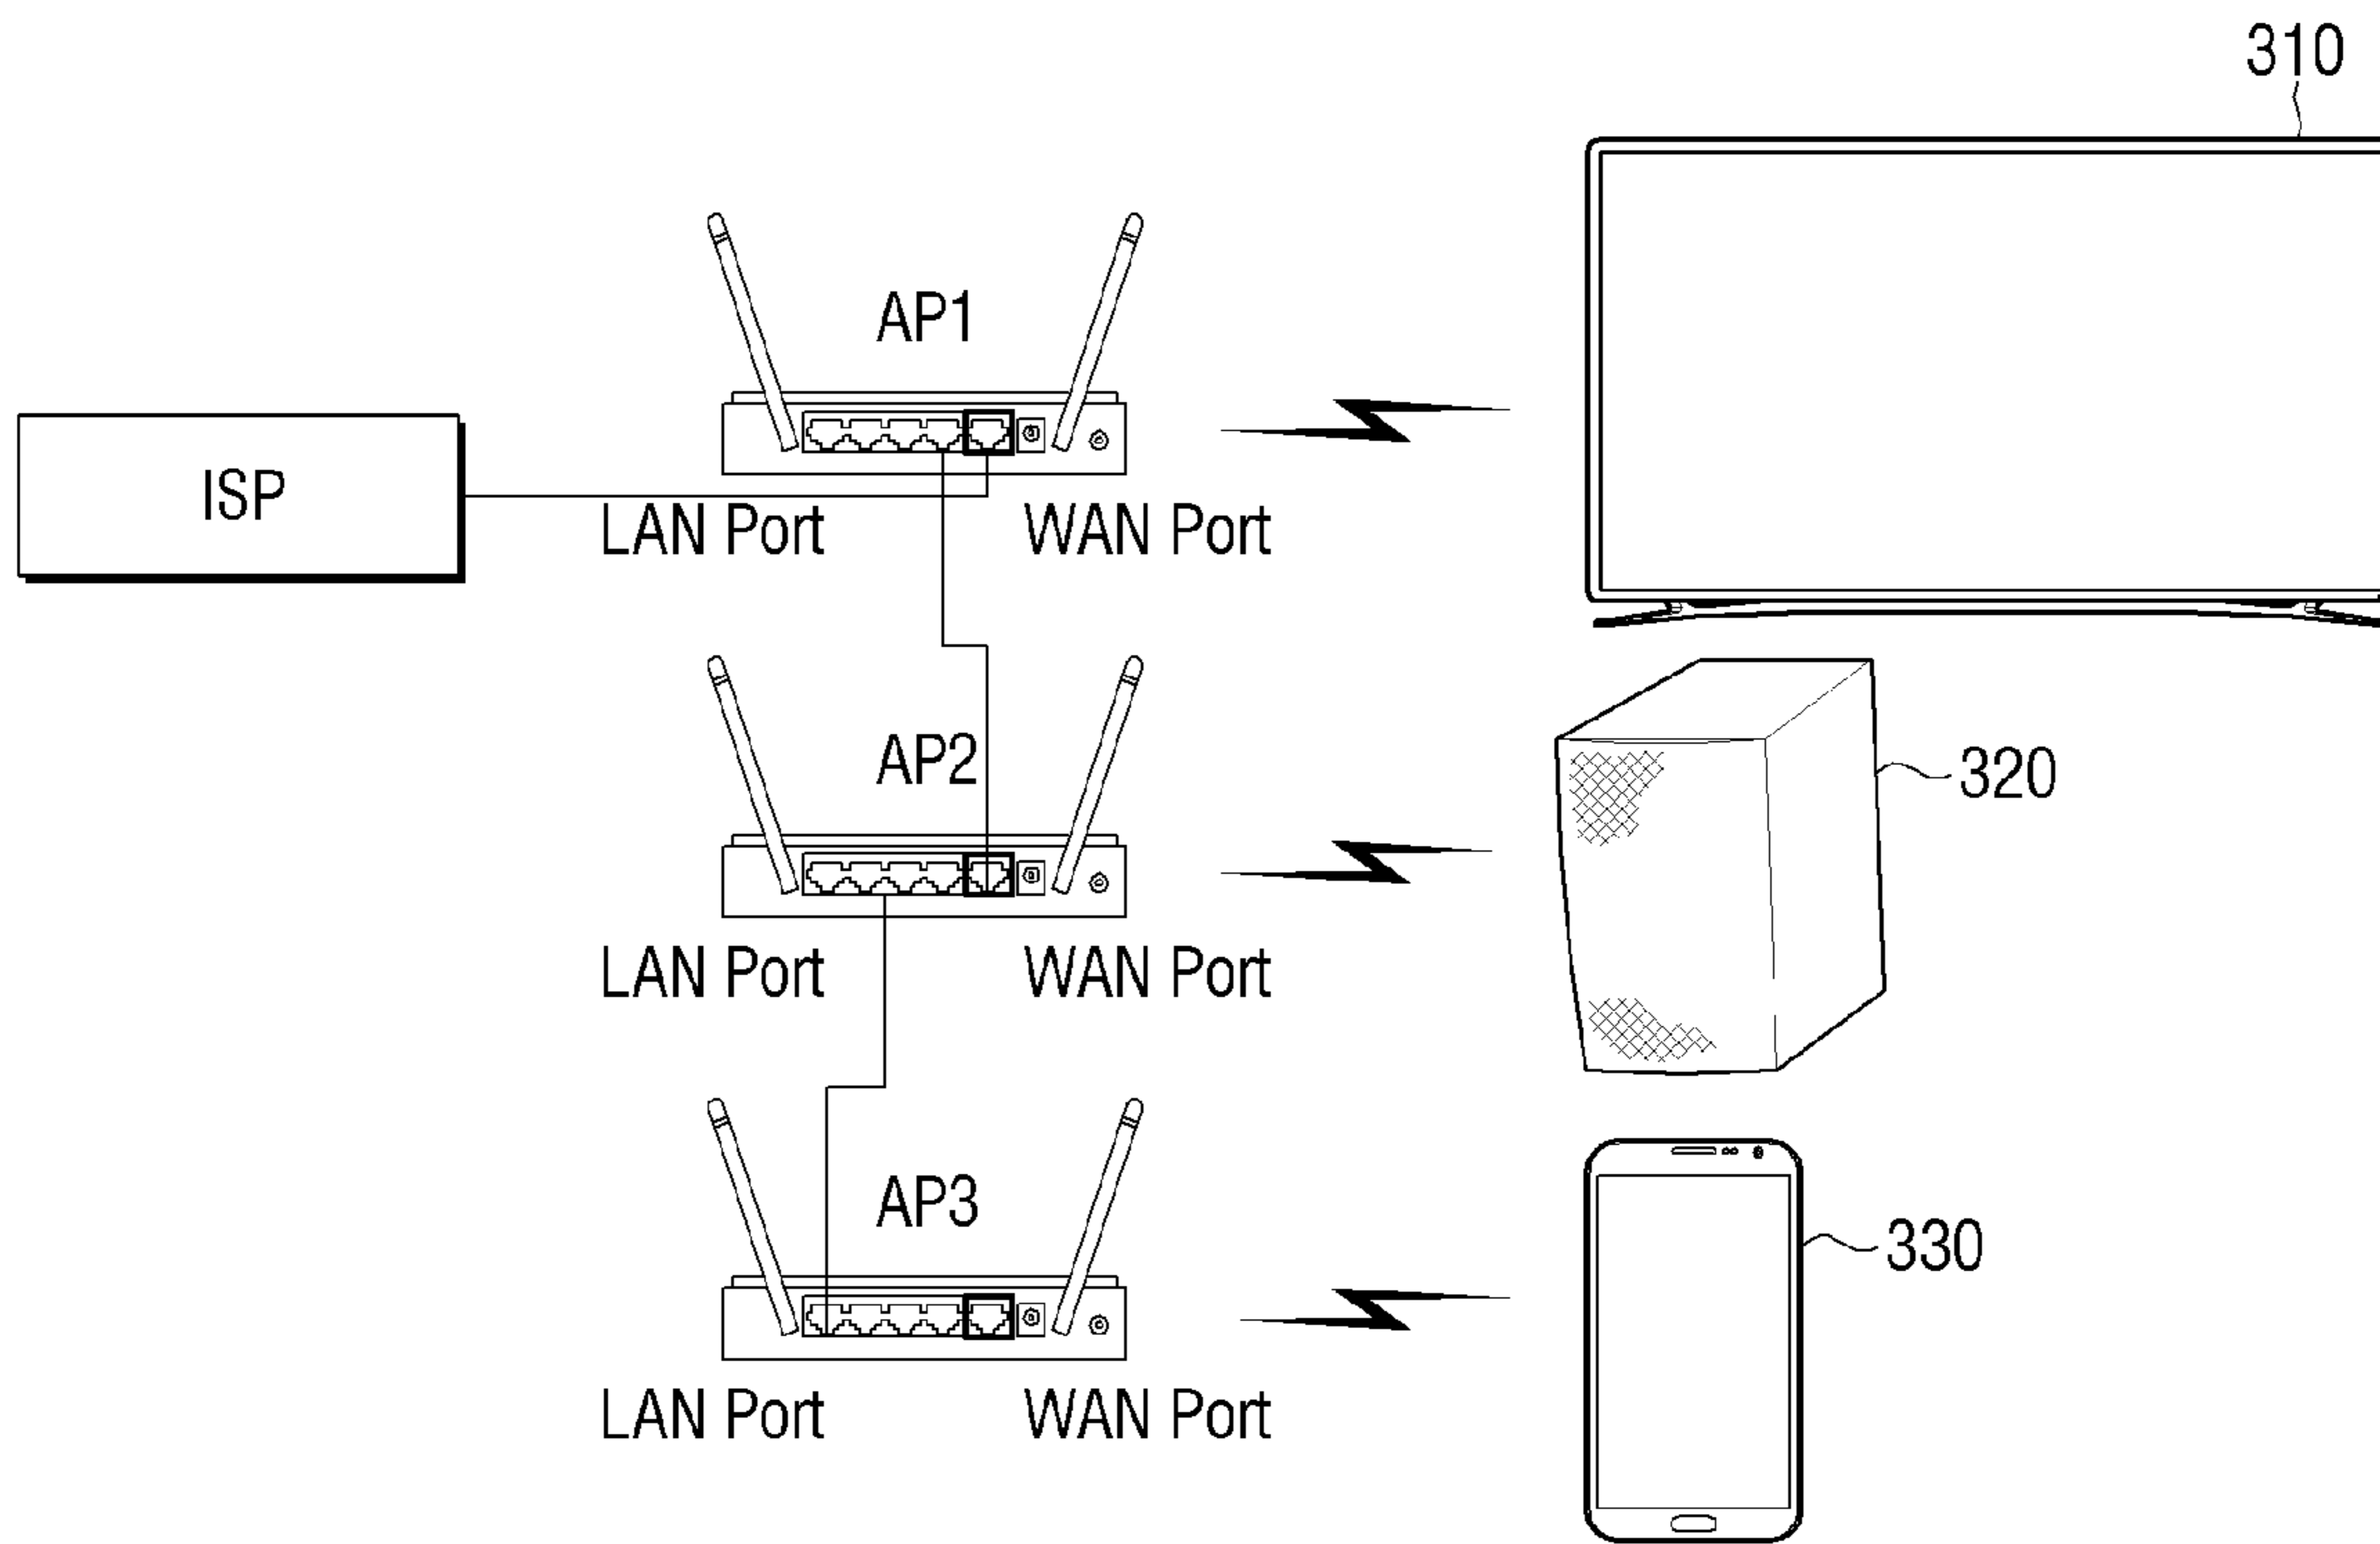 310
AP1
ISP
LAN Port
WAN Port
AP2
320
LAN Port
WAN Port
AP3
330
LAN Port
WAN Port